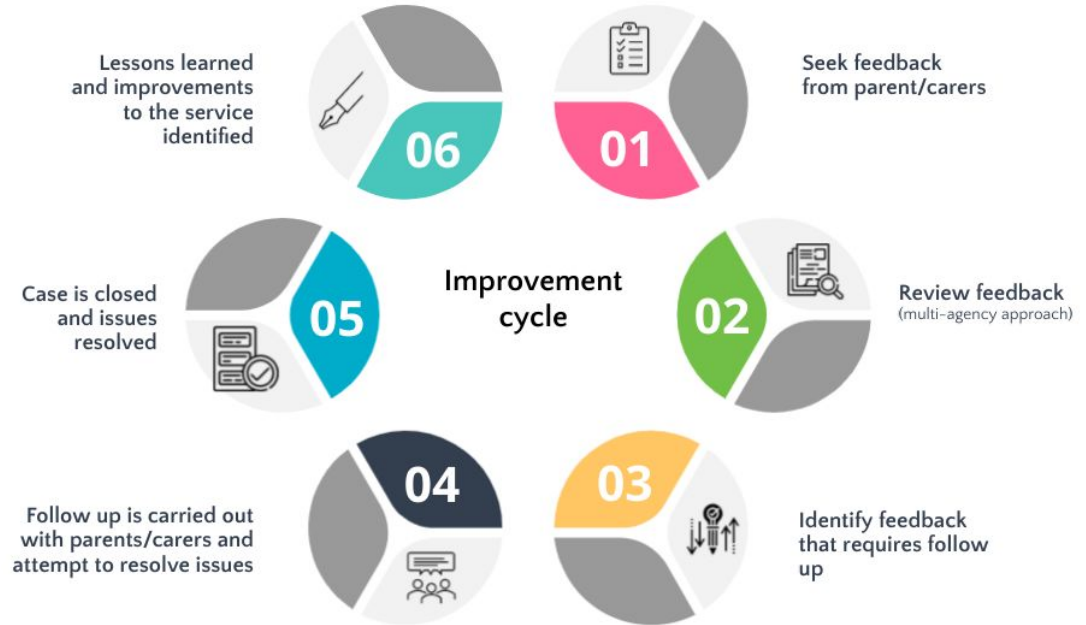 Improvement
cycle
01
Seek feedback
from parent/carers
02
Review feedback
(multi-agency approach)
03
Identify feedback
that requires follow
up
04
Follow up is carried out
with parents/carers and
attempt to resolve issues
05
Case is closed
and issues
resolved
06
Lessons learned
and improvements
to the service
identified